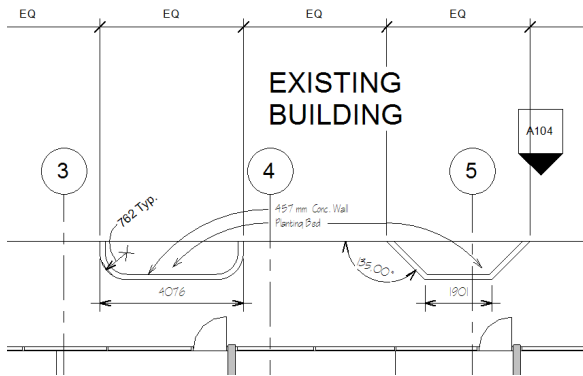 EQ
EQ
EQ
EQ
EXISTING
BUILDING
A104
3
4
5
762 Typ.
457 mm Conc. Wall
Planting Bed
135.00°
4076
1901